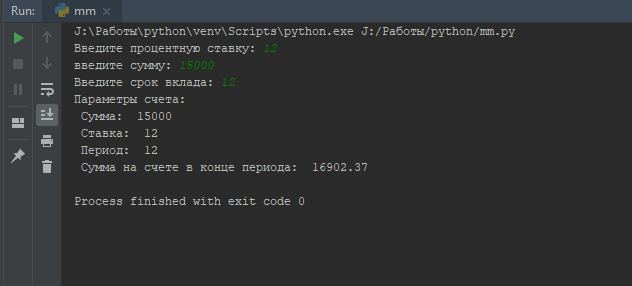 Run:
mm
J:\Работы\python\venv\Scripts\python.exe J:/Работы/python/mm.py
Введите процентную ставку: 12
введите сумму: 15000
Введите срок вклада: 12
Параметры счета:
Сумма:  15000
Ставка:  12
Период:  12
Сумма на счете в конце периода:  16902.37
Process finished with exit code 0